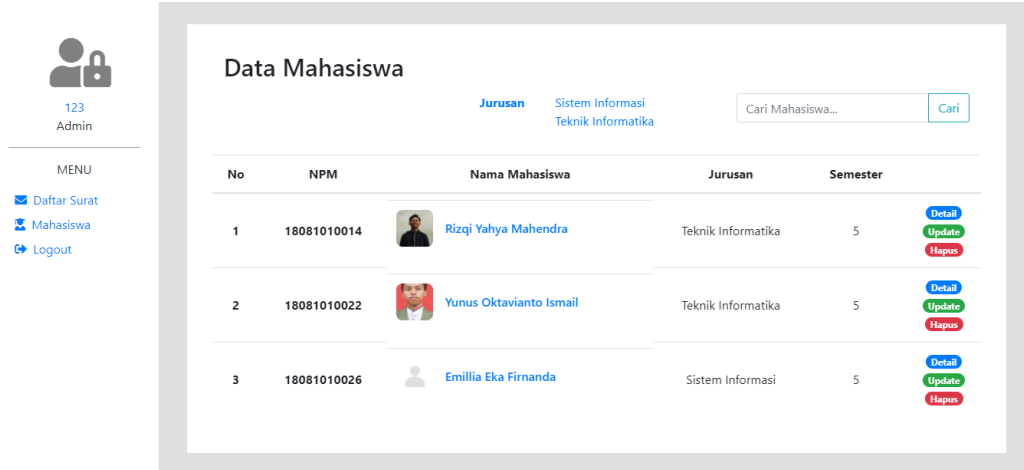 123
Admin
MENU
Daftar Surat
Mahasiswa
Logout
Data Mahasiswa
Jurusan Sistem Informasi
Teknik Informatika
Cari Mahasiswa... Cari
No NPM Nama Mahasiswa Jurusan Semester
1 18081010014 Rizqi Yahya Mahendra Teknik Informatika 5 Detail
Update
Hapus
2 18081010022 Yunus Oktavianto Ismail Teknik Informatika 5 Detail
Update
Hapus
3 18081010026 Emillia Eka Firnanda Sistem Informasi 5 Detail
Update
Hapus